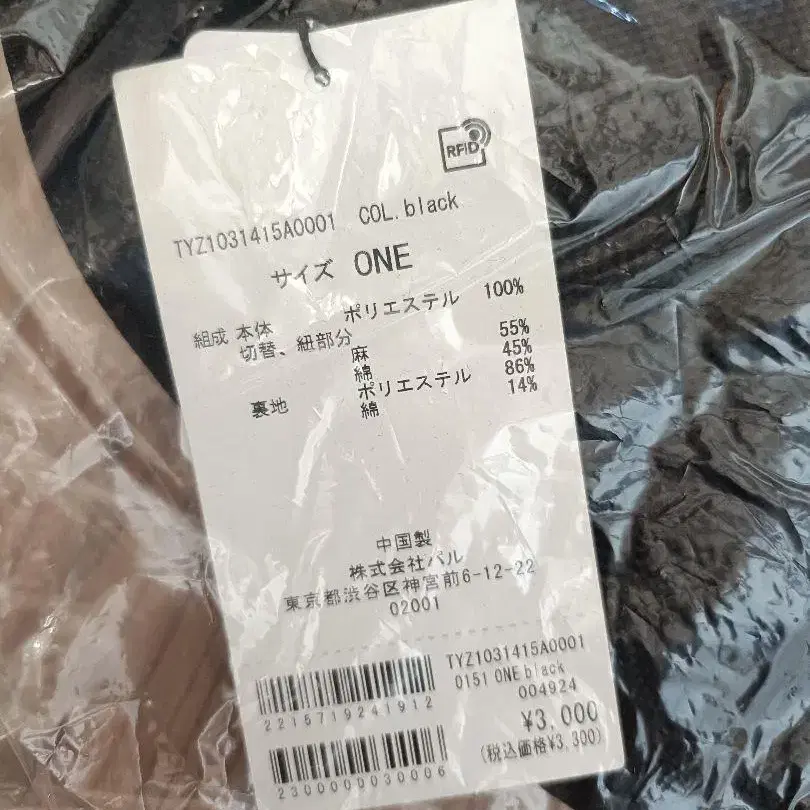 RFID
TYZ1031415A0001 COL.black
サイズ ONE
組成 本体 ポリエステル 100%
切替、紐部分 麻 55%
綿 45%
裏地 ポリエステル 86%
綿 14%
中国製
株式会社パル
東京都渋谷区神宮前6-12-22
02001
TYZ1031415A0001
0151 ONE black
004924
2215719241912
¥3,000
(税込価格¥3,300)
2300000030006